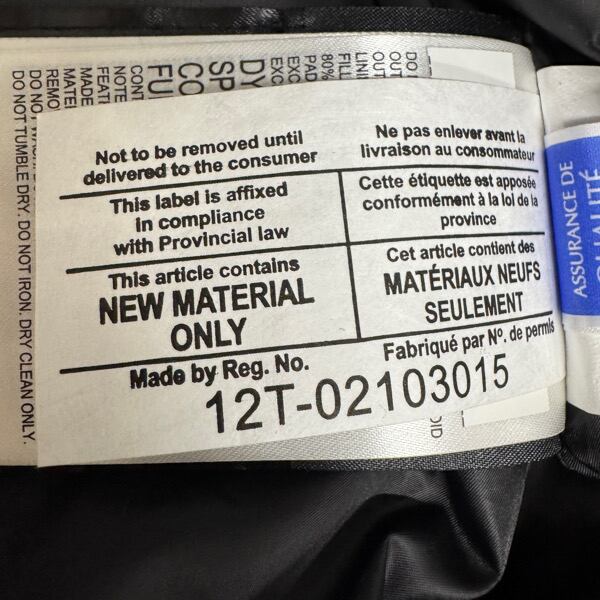 Not to be removed until
delivered to the consumer
Ne pas enlever avant la
livraison au consommateur
This label is affixed
in compliance
with Provincial law
Cette étiquette est apposée
conformément à la loi de la
province
This article contains
NEW MATERIAL
ONLY
Cet article contient des
MATÉRIAUX NEUFS
SEULEMENT
Made by Reg. No.
Fabriqué par Nº. de permis
12T-02103015
ASSURANCE DE
DO NOT TUMBLE DRY. DO NOT IRON. DRY CLEAN ONLY.